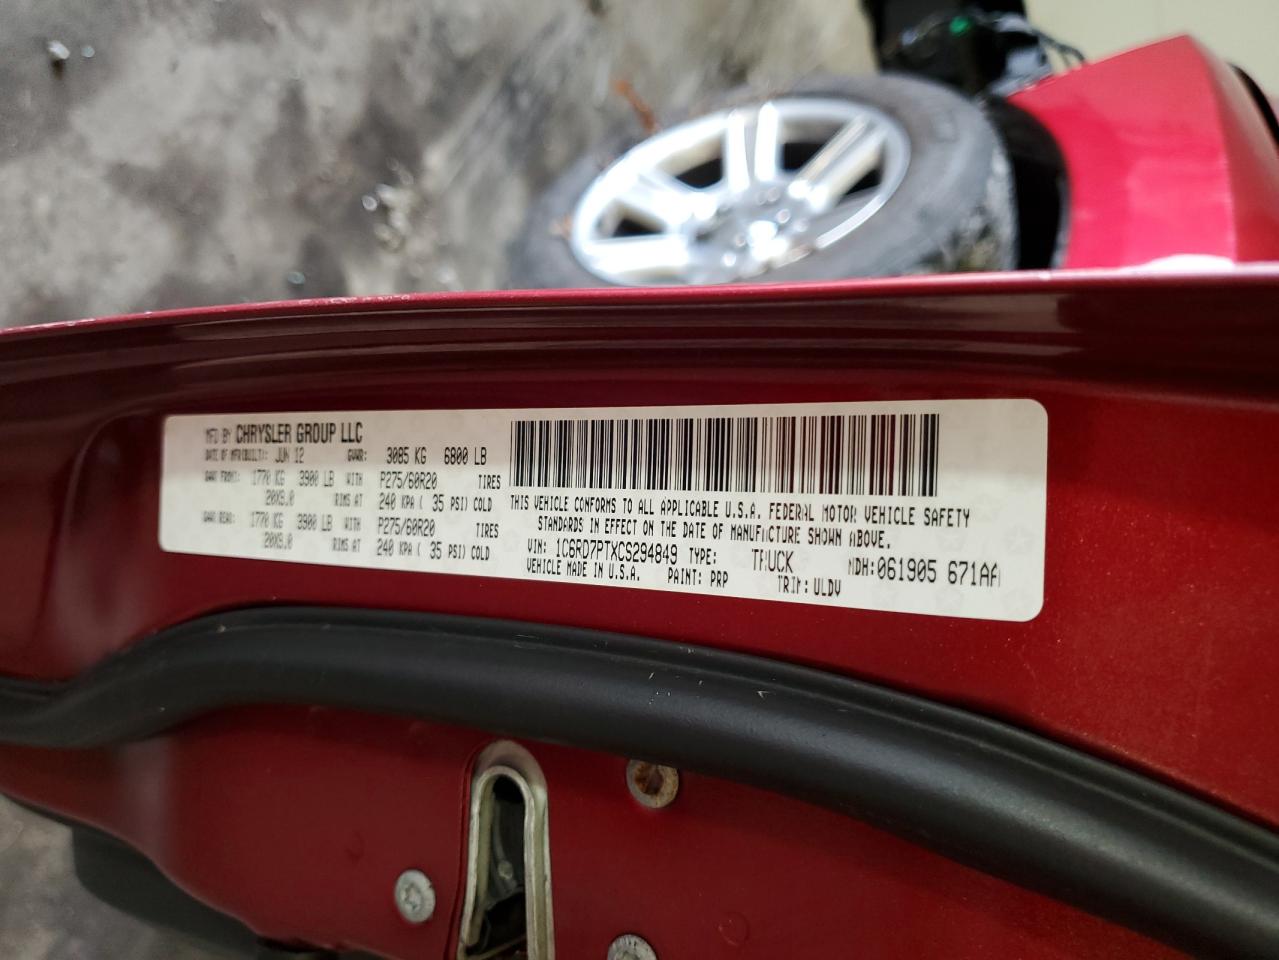 MFD BY CHRYSLER GROUP LLC
DATE OF MFR(BUILT): JUN 12 GVWR: 3085 KG 6800 LB
GAWR FRONT: 1770 KG 3900 LB WITH P275/60R20 TIRES
20X9.0 RIMS AT 240 KPA ( 35 PSI) COLD
GAWR REAR: 1770 KG 3900 LB WITH P275/60R20 TIRES
20X9.0 RIMS AT 240 KPA ( 35 PSI) COLD
THIS VEHICLE CONFORMS TO ALL APPLICABLE U.S.A. FEDERAL MOTOR VEHICLE SAFETY
STANDARDS IN EFFECT ON THE DATE OF MANUFACTURE SHOWN ABOVE.
VIN: 1C6RD7PTXCS294849 TYPE: TRUCK MDH:061905 671AA
VEHICLE MADE IN U.S.A. PAINT: PRP TRIM: ULDV